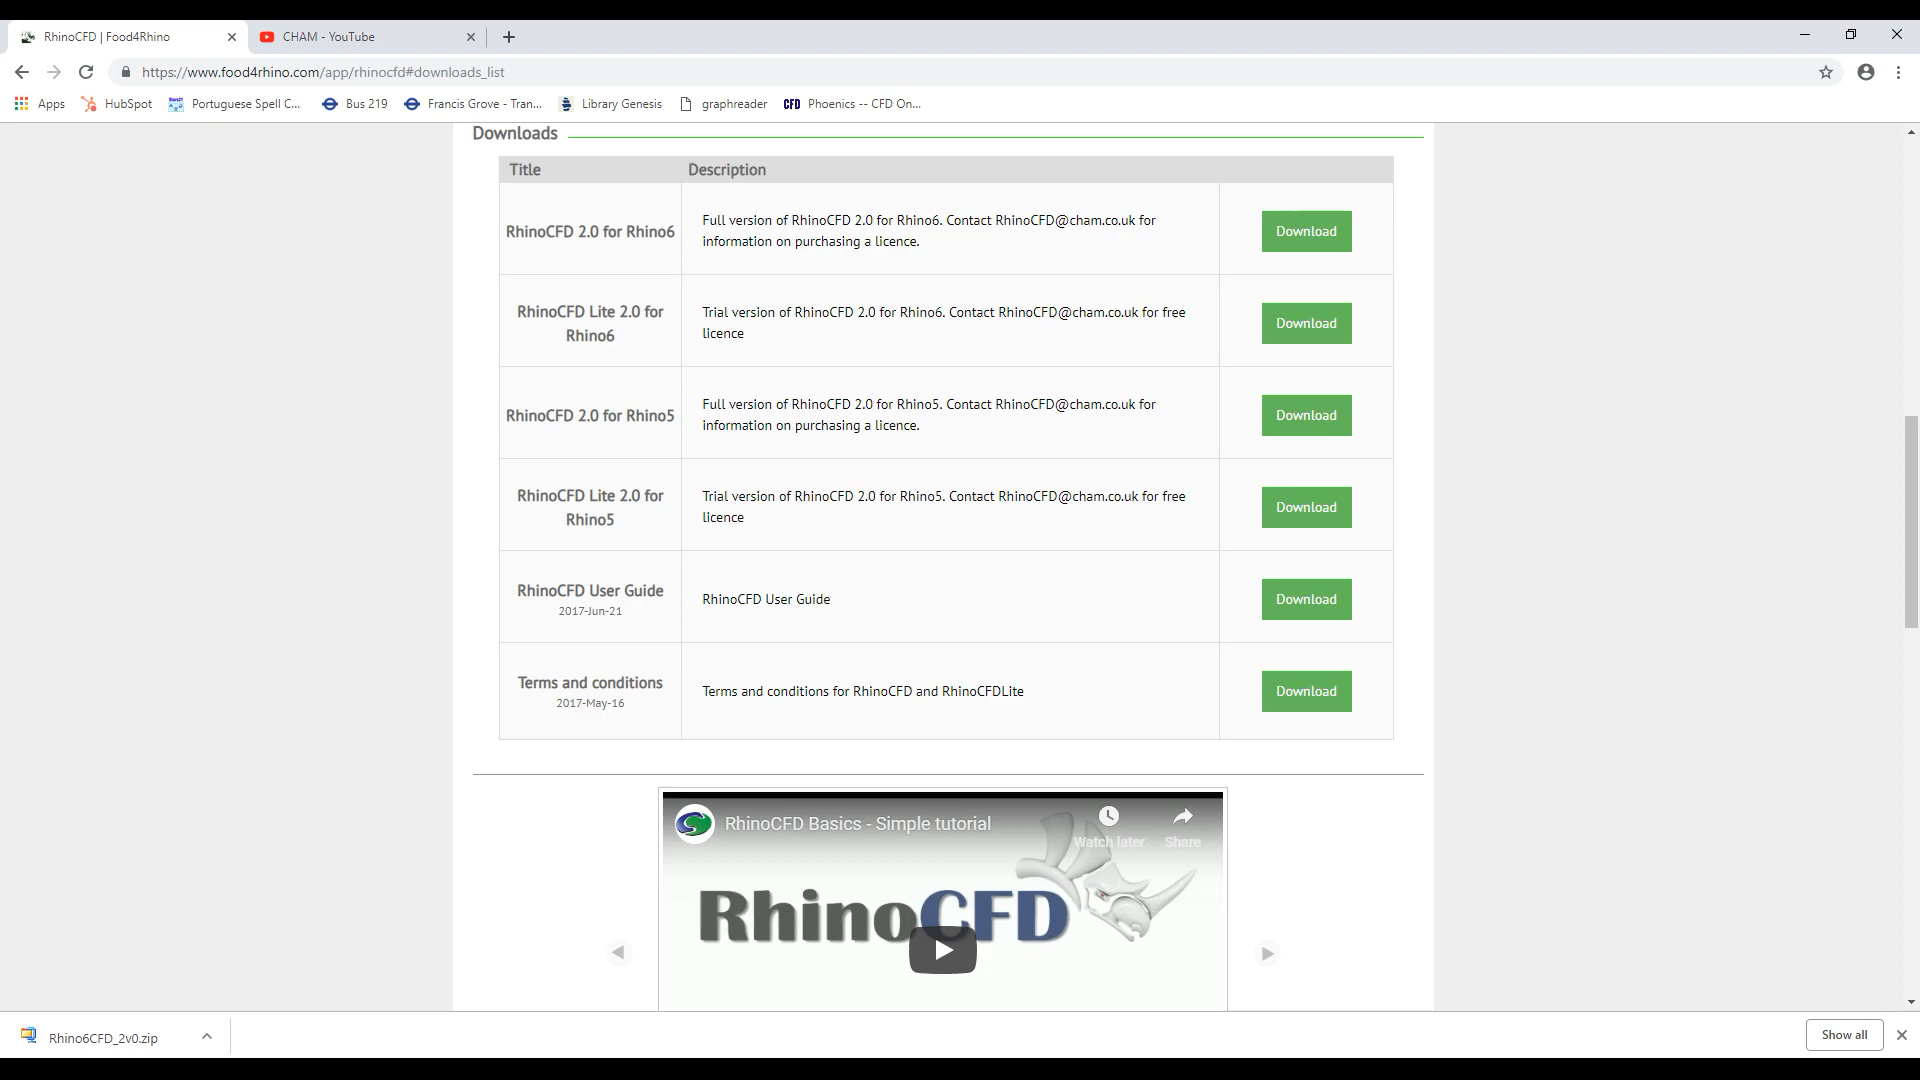 RhinoCFD | Food4Rhino
CHAM - YouTube
https://www.food4rhino.com/app/rhinocfd#downloads_list
Apps
HubSpot
Portuguese Spell C...
Bus 219
Francis Grove - Tran...
Library Genesis
graphreader
CFD Phoenics -- CFD On...
Downloads
Title Description
RhinoCFD 2.0 for Rhino6
Full version of RhinoCFD 2.0 for Rhino6. Contact RhinoCFD@cham.co.uk for
information on purchasing a licence.
Download
RhinoCFD Lite 2.0 for
Rhino6
Trial version of RhinoCFD 2.0 for Rhino6. Contact RhinoCFD@cham.co.uk for free
licence
Download
RhinoCFD 2.0 for Rhino5
Full version of RhinoCFD 2.0 for Rhino5. Contact RhinoCFD@cham.co.uk for
information on purchasing a licence.
Download
RhinoCFD Lite 2.0 for
Rhino5
Trial version of RhinoCFD 2.0 for Rhino5. Contact RhinoCFD@cham.co.uk for free
licence
Download
RhinoCFD User Guide
2017-Jun-21
RhinoCFD User Guide
Download
Terms and conditions
2017-May-16
Terms and conditions for RhinoCFD and RhinoCFDLite
Download
RhinoCFD Basics - Simple tutorial
Watch later
Share
RhinoCFD
Rhino6CFD_2v0.zip
Show all